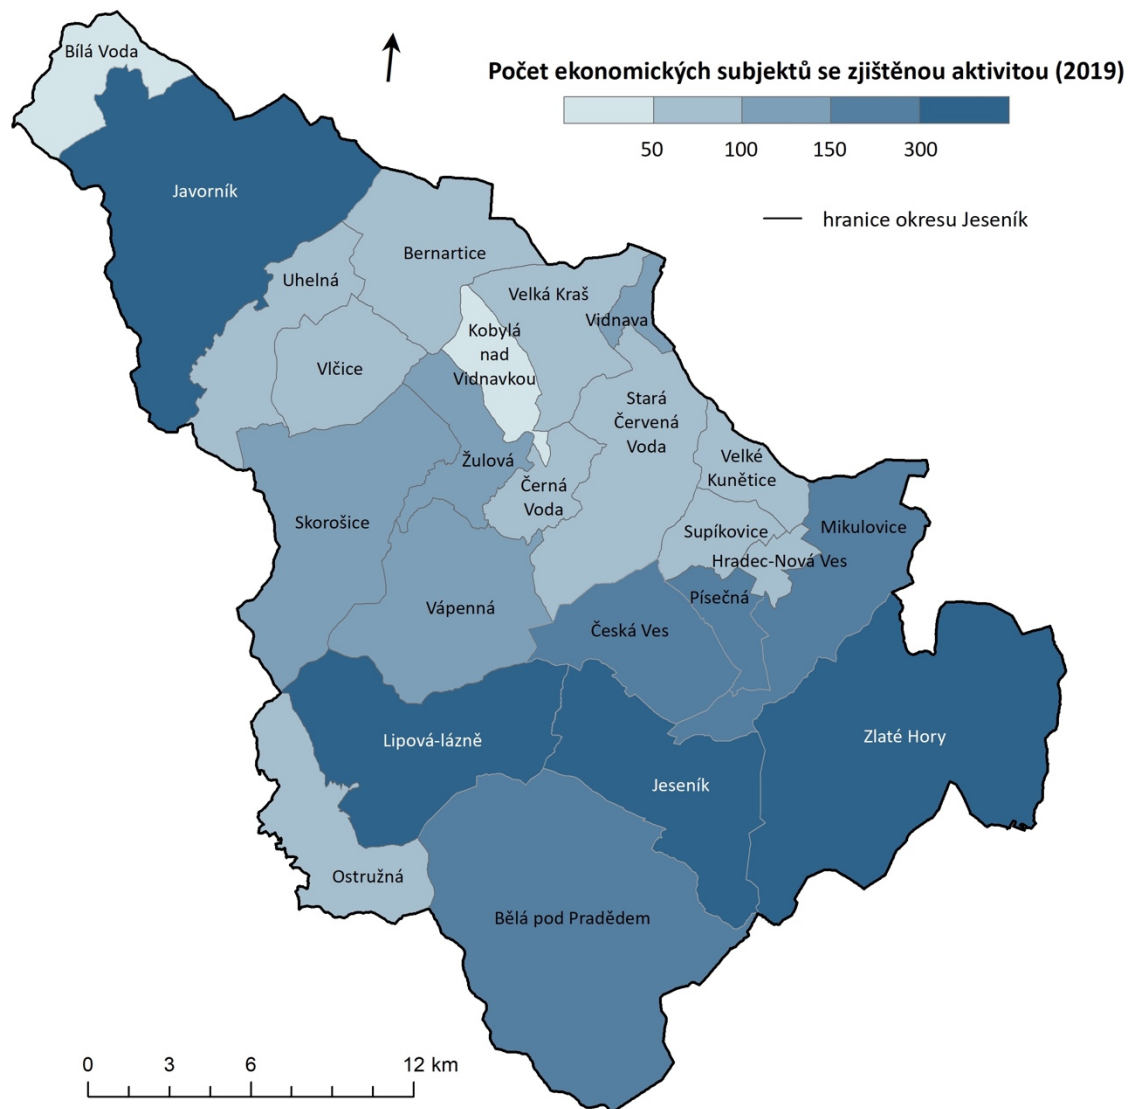 Bílá Voda
Počet ekonomických subjektů se zjištěnou aktivitou (2019)
50 100 150 300
Javorník
hranice okresu Jeseník
Bernartice
Uhelná
Velká Kraš
Vidnava
Kobylá
nad
Vidnavkou
Vlčice
Stará
Červená
Voda
Velké
Kunětice
Žulová
Černá
Voda
Skorošice
Mikulovice
Supíkovice
Hradec-Nová Ves
Písečná
Vápenná
Česká Ves
Lipová-lázně
Zlaté Hory
Jeseník
Ostružná
Bělá pod Pradědem
0 3 6 12 km